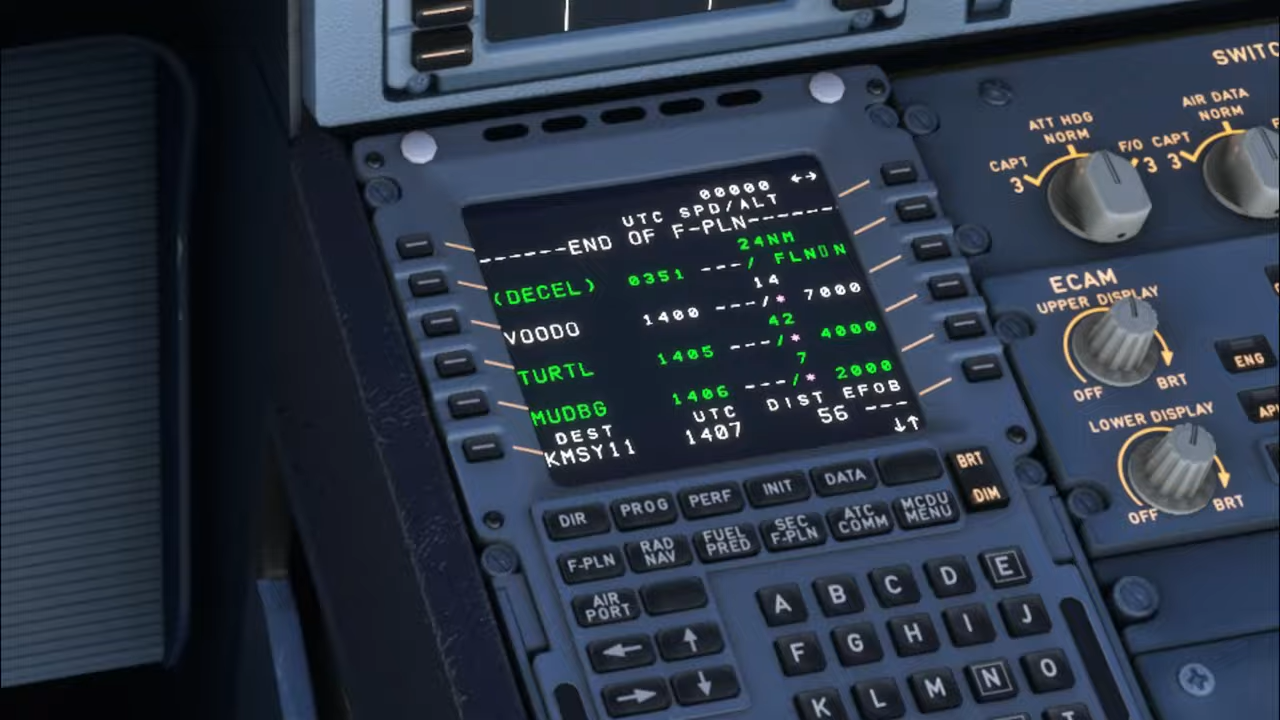 SWITC
AIR DATA
NORM
ATT HDG
NORM
CAPT
3
F/O
3
CAPT
3
00000 ←→
UTC SPD/ALT
------END OF F-PLN------
24NM
(DECEL) 0351 ---/
14
VOODO 1400 ---/* 7000
42
TURTL 1405 ---/* 4000
7
MUDBG 1406 ---/* 2000
DEST UTC DIST EFOB
KMSY11 1407 56 ---
↓↑
ECAM
UPPER DISPLAY
OFF
BRT
ENG
LOWER DISPLAY
OFF
BRT
DIR PROG PERF INIT DATA
BRT
DIM
F-PLN RAD NAV FUEL PRED SEC F-PLN ATC COMM MCDU MENU
AIR PORT
← ↑
→ ↓
A B C D E
F G H I J
K L M N O